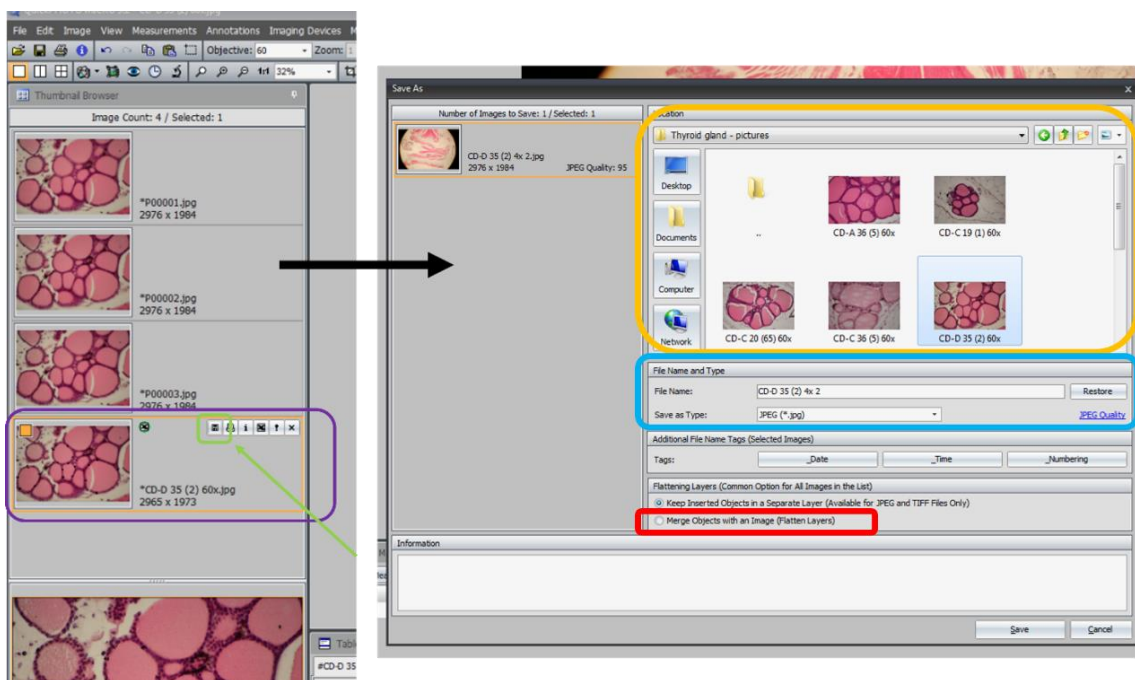 File Edit Image View Measurements Annotations Imaging Devices
Objective: 60 Zoom: 1
1:1 32%
Thumbnail Browser
Image Count: 4 / Selected: 1
*P00001.jpg
2976 x 1984
*P00002.jpg
2976 x 1984
*P00003.jpg
2976 x 1984
*CD-D 35 (2) 60x.jpg
2965 x 1973
#CD-D 35
Save As
Number of Images to Save: 1 / Selected: 1
CD-D 35 (2) 4x 2.jpg
2976 x 1984 JPEG Quality: 95
Location
Thyroid gland - pictures
Desktop
Documents
Computer
Network
..
CD-A 36 (5) 60x
CD-C 19 (1) 60x
CD-C 20 (65) 60x
CD-C 36 (5) 60x
CD-D 35 (2) 60x
File Name and Type
File Name: CD-D 35 (2) 4x 2 Restore
Save as Type: JPEG (*.jpg) JPEG Quality
Additional File Name Tags (Selected Images)
Tags: _Date _Time _Numbering
Flattening Layers (Common Option for All Images in the List)
Keep Inserted Objects in a Separate Layer (Available for JPEG and TIFF Files Only)
Merge Objects with an Image (Flatten Layers)
Information
Save Cancel